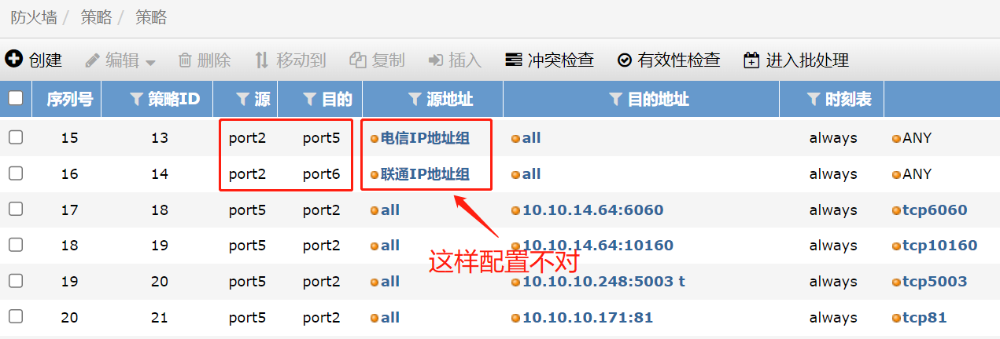 防火墙 / 策略 / 策略
创建 编辑 删除 移动到 复制 插入 冲突检查 有效性检查 进入批处理
序列号 策略ID 源 目的 源地址 目的地址 时刻表
15 13 port2 port5 电信IP地址组 all always ANY
16 14 port2 port6 联通IP地址组 all always ANY
17 18 port5 port2 all 10.10.14.64:6060 always tcp6060
18 19 port5 port2 all 10.10.14.64:10160 always tcp10160
这样配置不对
19 20 port5 port2 all 10.10.10.248:5003 t always tcp5003
20 21 port5 port2 all 10.10.10.171:81 always tcp81